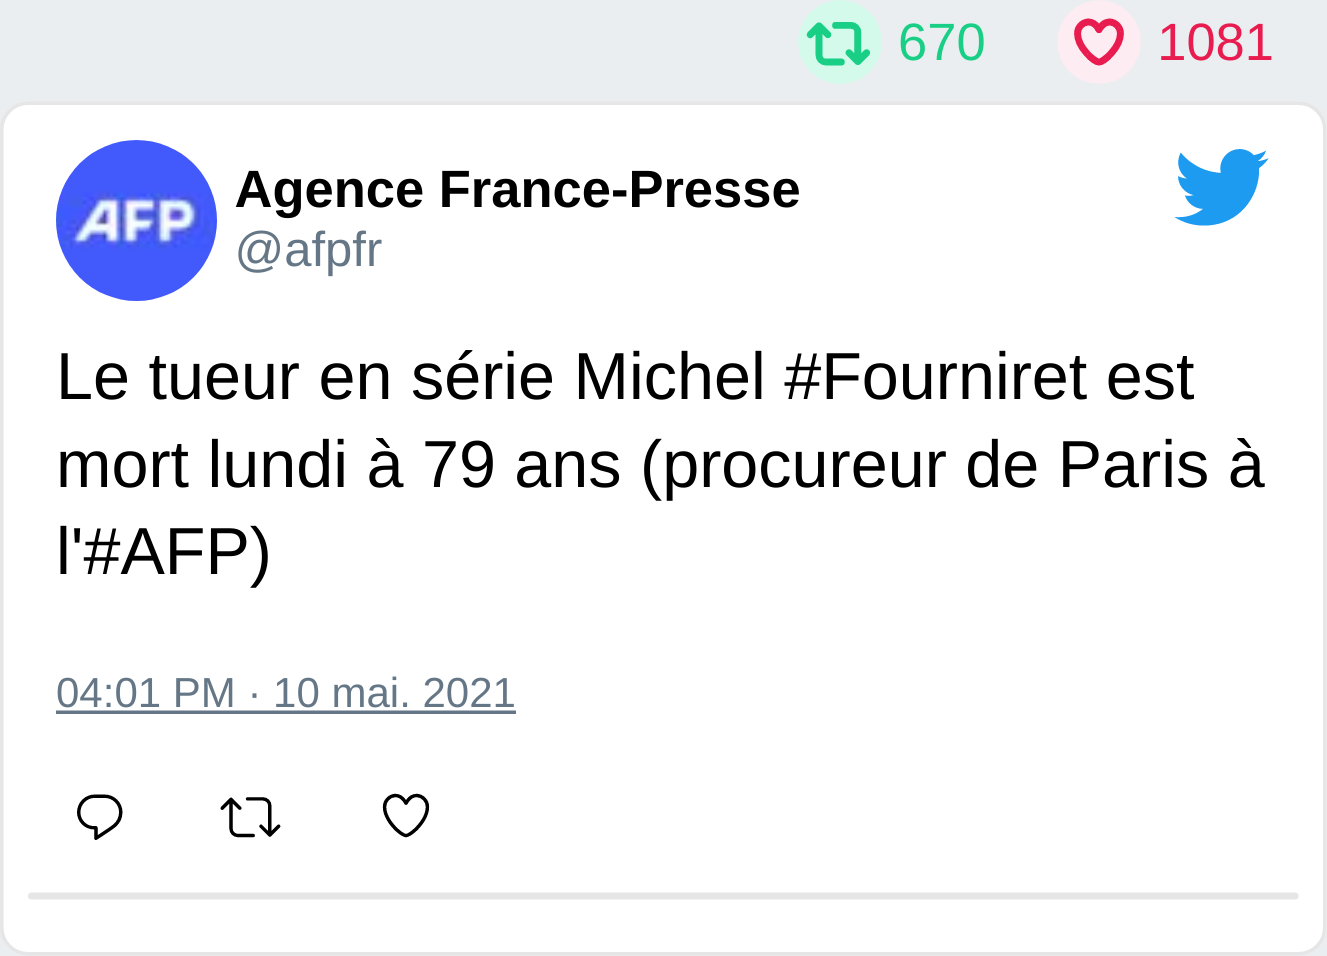 670 1081
AFP
Agence France-Presse
@afpfr
Le tueur en série Michel #Fourniret est
mort lundi à 79 ans (procureur de Paris à
l'#AFP)
04:01 PM · 10 mai. 2021